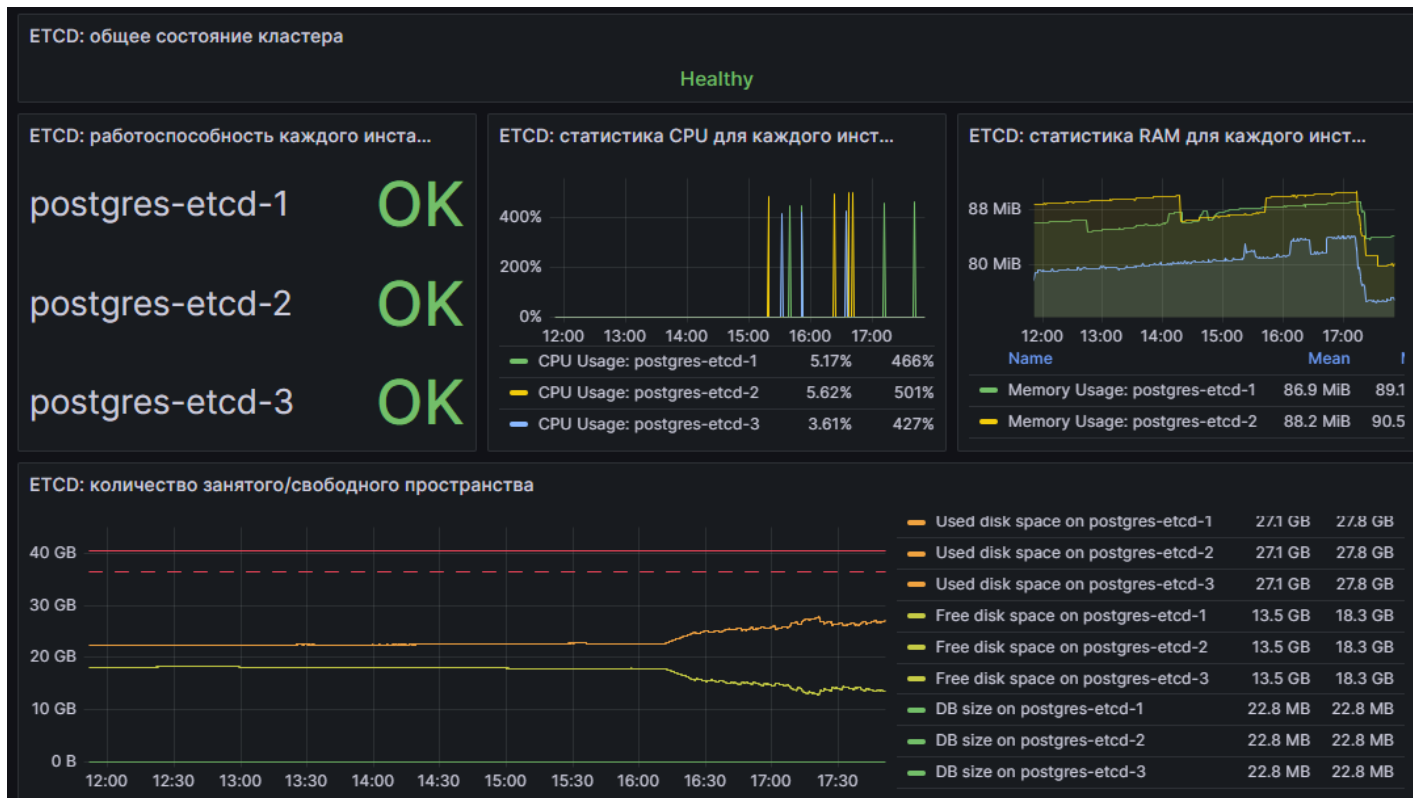 ETCD: общее состояние кластера
Healthy
ETCD: работоспособность каждого инста...
postgres-etcd-1 OK
postgres-etcd-2 OK
postgres-etcd-3 OK
ETCD: статистика CPU для каждого инст...
400%
200%
0%
12:00 13:00 14:00 15:00 16:00 17:00
CPU Usage: postgres-etcd-1 5.17% 466%
CPU Usage: postgres-etcd-2 5.62% 501%
CPU Usage: postgres-etcd-3 3.61% 427%
ETCD: статистика RAM для каждого инст...
88 MiB
80 MiB
12:00 13:00 14:00 15:00 16:00 17:00
Name Mean
Memory Usage: postgres-etcd-1 86.9 MiB 89.1
Memory Usage: postgres-etcd-2 88.2 MiB 90.5
ETCD: количество занятого/свободного пространства
40 GB
30 GB
20 GB
10 GB
0 B
12:00 12:30 13:00 13:30 14:00 14:30 15:00 15:30 16:00 16:30 17:00 17:30
Used disk space on postgres-etcd-1 27.1 GB 27.8 GB
Used disk space on postgres-etcd-2 27.1 GB 27.8 GB
Used disk space on postgres-etcd-3 27.1 GB 27.8 GB
Free disk space on postgres-etcd-1 13.5 GB 18.3 GB
Free disk space on postgres-etcd-2 13.5 GB 18.3 GB
Free disk space on postgres-etcd-3 13.5 GB 18.3 GB
DB size on postgres-etcd-1 22.8 MB 22.8 MB
DB size on postgres-etcd-2 22.8 MB 22.8 MB
DB size on postgres-etcd-3 22.8 MB 22.8 MB